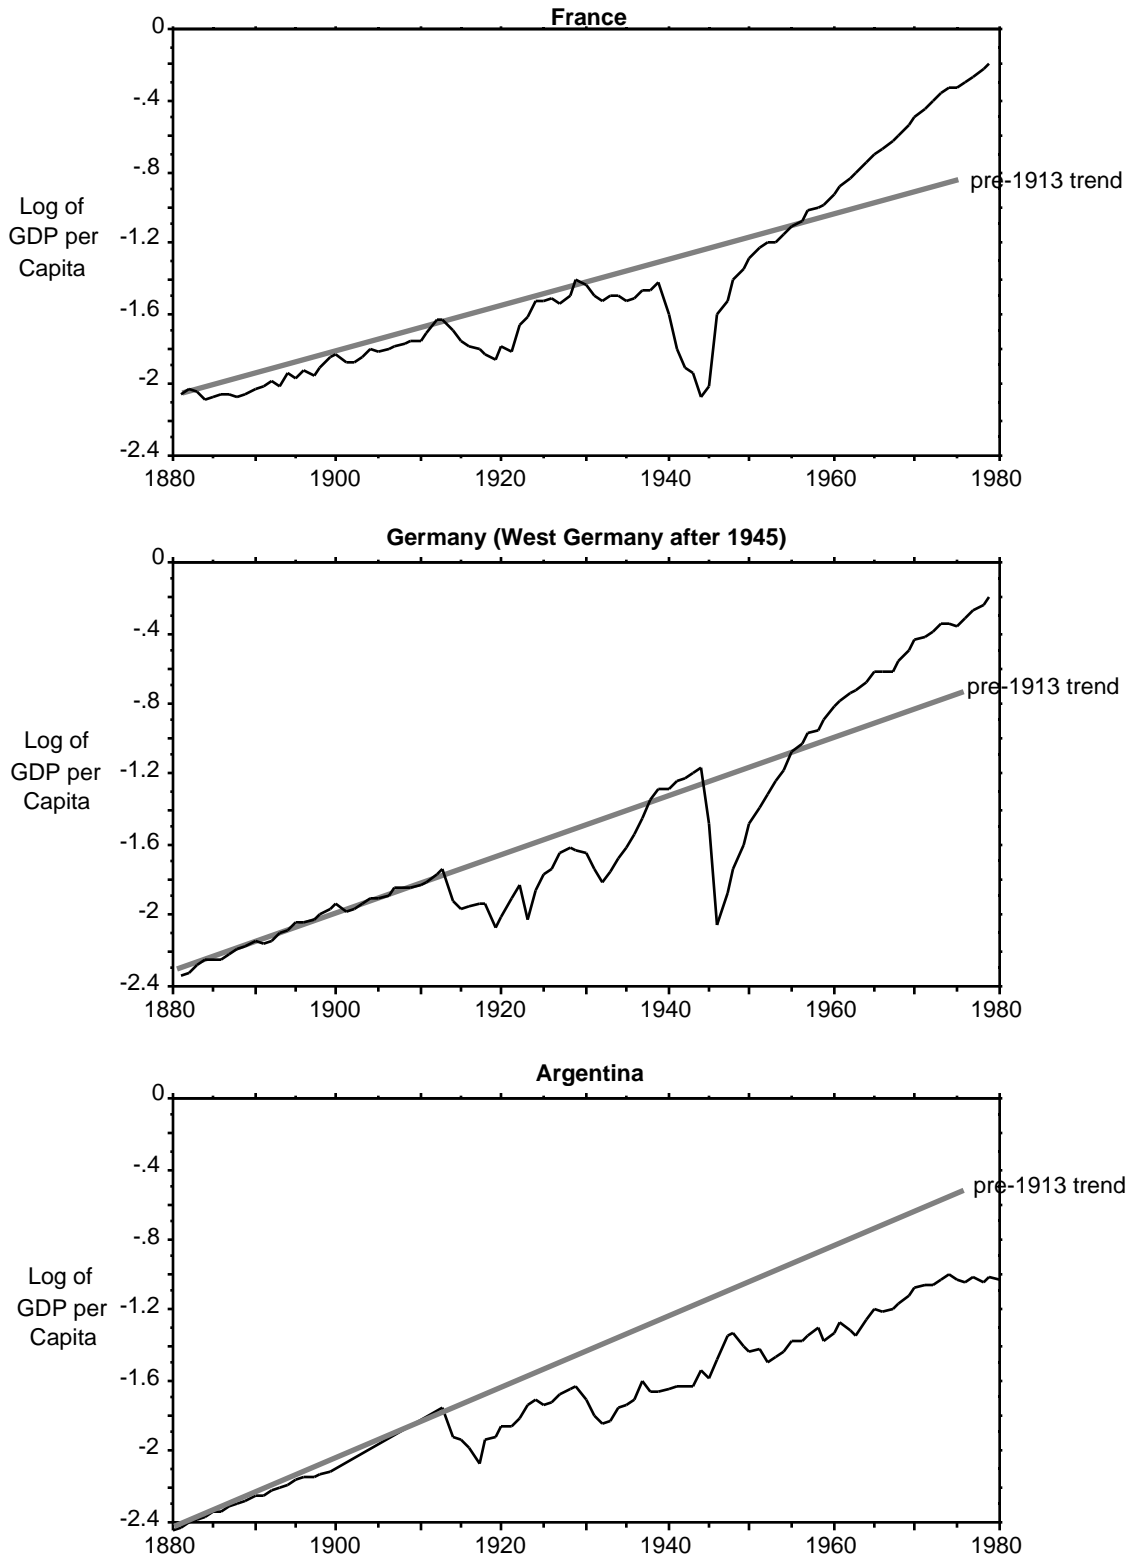 France
0
-.4
-.8
-1.2
-1.6
-2
-2.4
Log of
GDP per
Capita
pre-1913 trend
1880 1900 1920 1940 1960 1980
Germany (West Germany after 1945)
0
-.4
-.8
-1.2
-1.6
-2
-2.4
Log of
GDP per
Capita
pre-1913 trend
1880 1900 1920 1940 1960 1980
Argentina
0
-.4
-.8
-1.2
-1.6
-2
-2.4
Log of
GDP per
Capita
pre-1913 trend
1880 1900 1920 1940 1960 1980